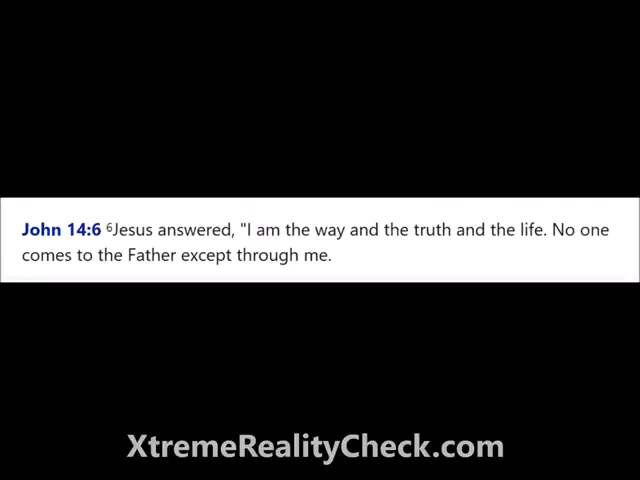 John 14:6 ⁶Jesus answered, "I am the way and the truth and the life. No one
comes to the Father except through me.
XtremeRealityCheck.com